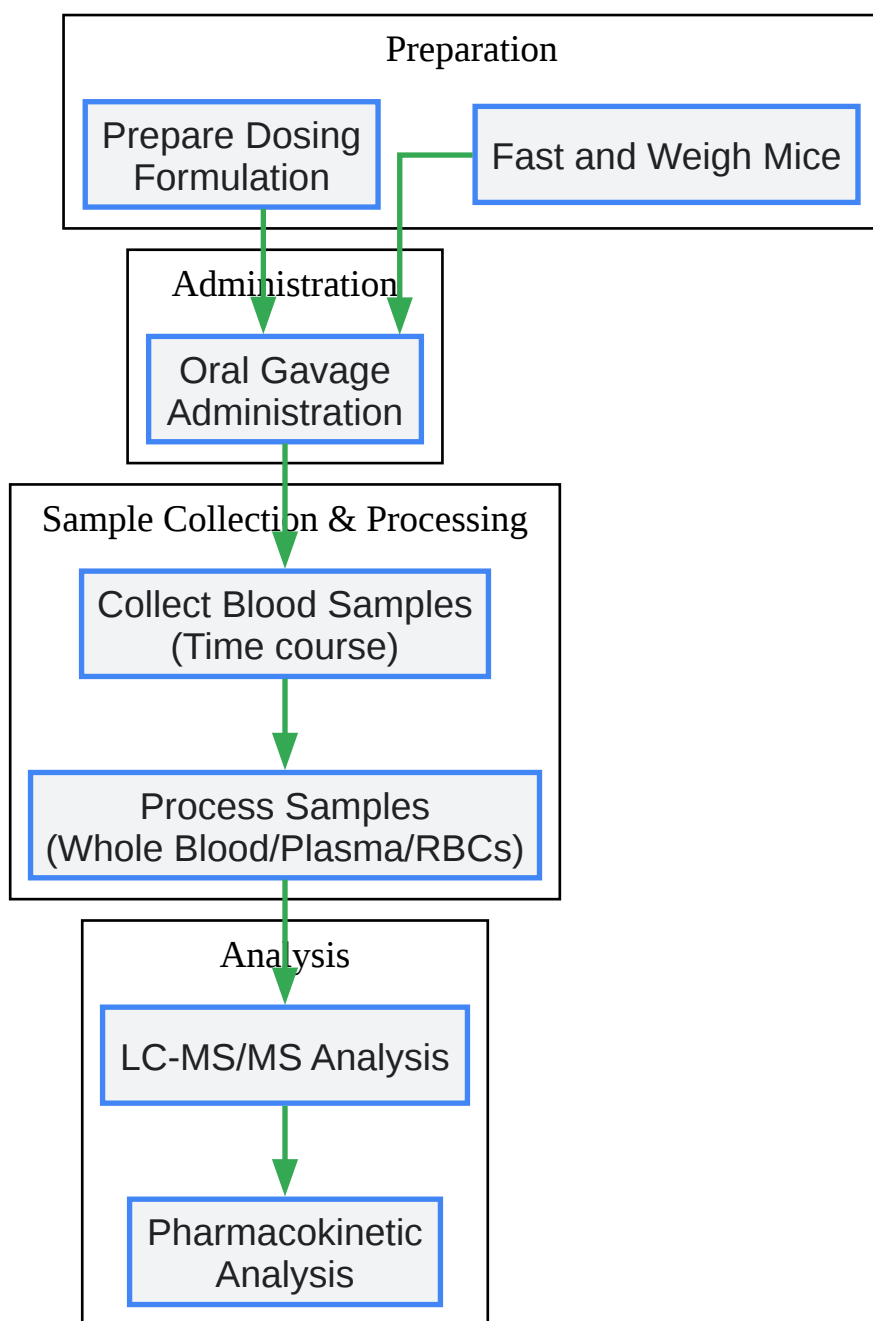 Preparation
Prepare Dosing
Formulation
Fast and Weigh Mice
Administration
Oral Gavage
Administration
Sample Collection & Processing
Collect Blood Samples
(Time course)
Process Samples
(Whole Blood/Plasma/RBCs)
Analysis
LC-MS/MS Analysis
Pharmacokinetic
Analysis